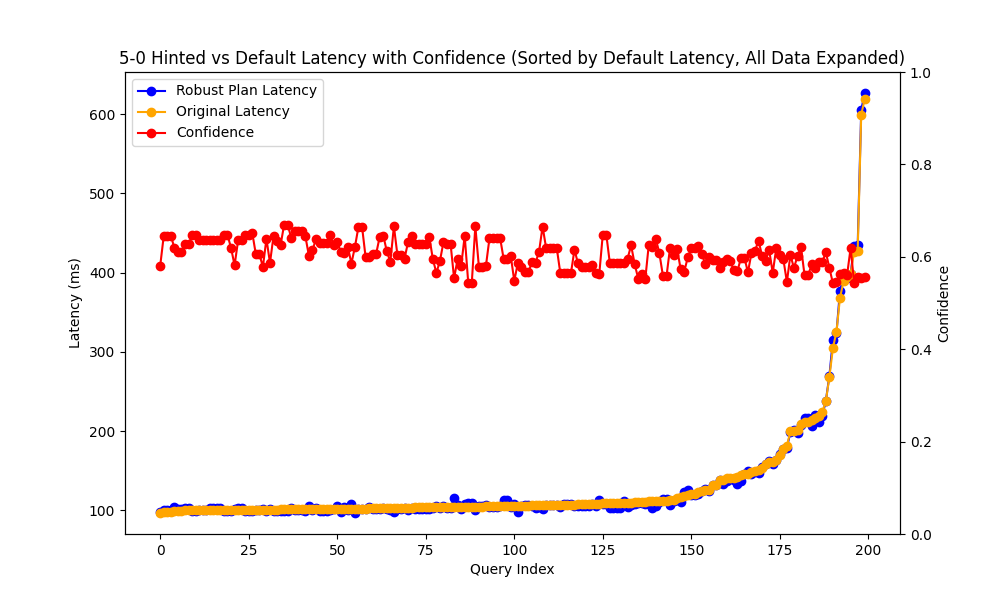 5-0 Hinted vs Default Latency with Confidence (Sorted by Default Latency, All Data Expanded)
Robust Plan Latency
Original Latency
Confidence
600
500
400
300
200
100
Latency (ms)
1.0
0.8
0.6
0.4
0.2
0.0
Confidence
0 25 50 75 100 125 150 175 200
Query Index